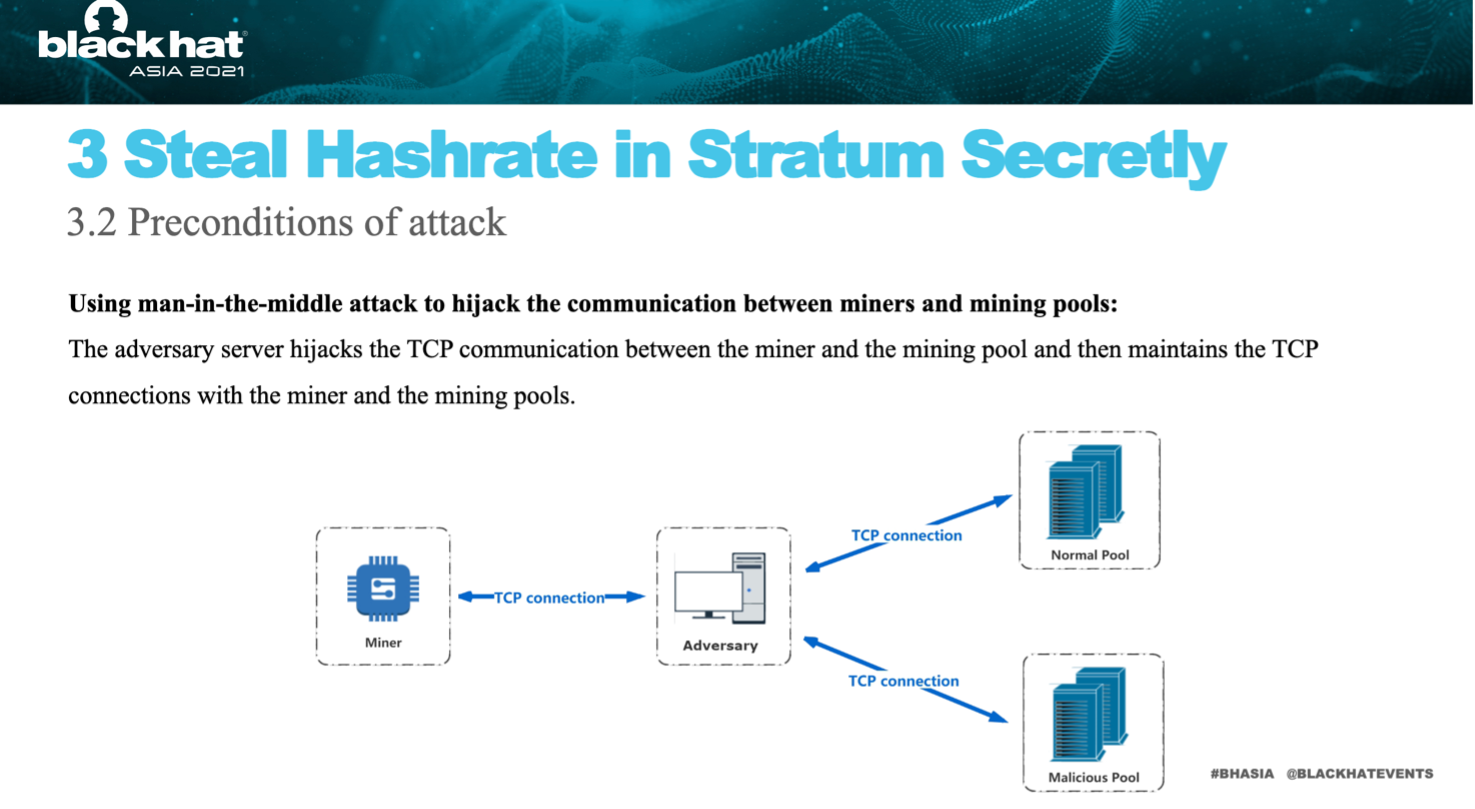 blackhat®
ASIA 2021
3 Steal Hashrate in Stratum Secretly
3.2 Preconditions of attack
Using man-in-the-middle attack to hijack the communication between miners and mining pools:
The adversary server hijacks the TCP communication between the miner and the mining pool and then maintains the TCP
connections with the miner and the mining pools.
Miner
TCP connection
Adversary
TCP connection
Normal Pool
TCP connection
Malicious Pool
#BHASIA @BLACKHATEVENTS